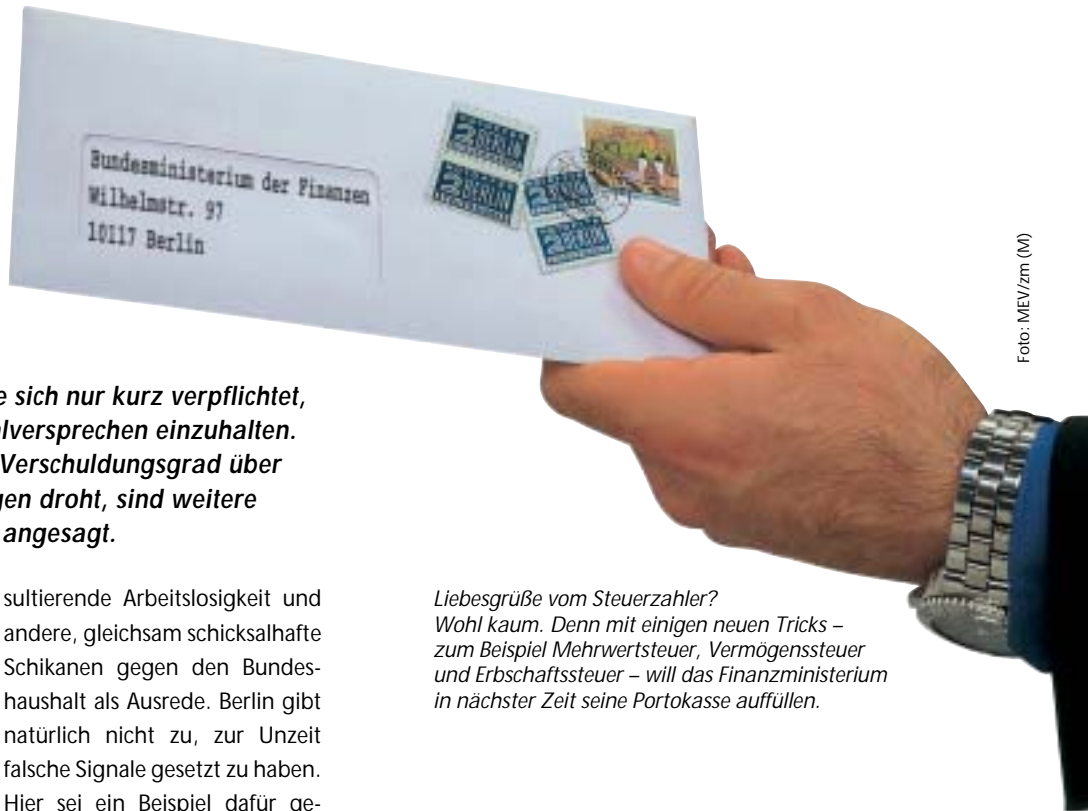 Bundesministerium der Finanzen
Wilhelmstr. 97
10117 Berlin
BERLIN
BERLIN
BERLIN
BERLIN
Foto: MEV/zm (M)
e sich nur kurz verpflichtet,
lversprechen einzuhalten.
Verschuldungsgrad über
gen droht, sind weitere
angesagt.
sultierende Arbeitslosigkeit und
andere, gleichsam schicksalhafte
Schikanen gegen den Bundes-
haushalt als Ausrede. Berlin gibt
natürlich nicht zu, zur Unzeit
falsche Signale gesetzt zu haben.
Hier sei ein Beispiel dafür ge-
Liebesgrüße vom Steuerzahler?
Wohl kaum. Denn mit einigen neuen Tricks –
zum Beispiel Mehrwertsteuer, Vermögenssteuer
und Erbschaftssteuer – will das Finanzministerium
in nächster Zeit seine Portokasse auffüllen.